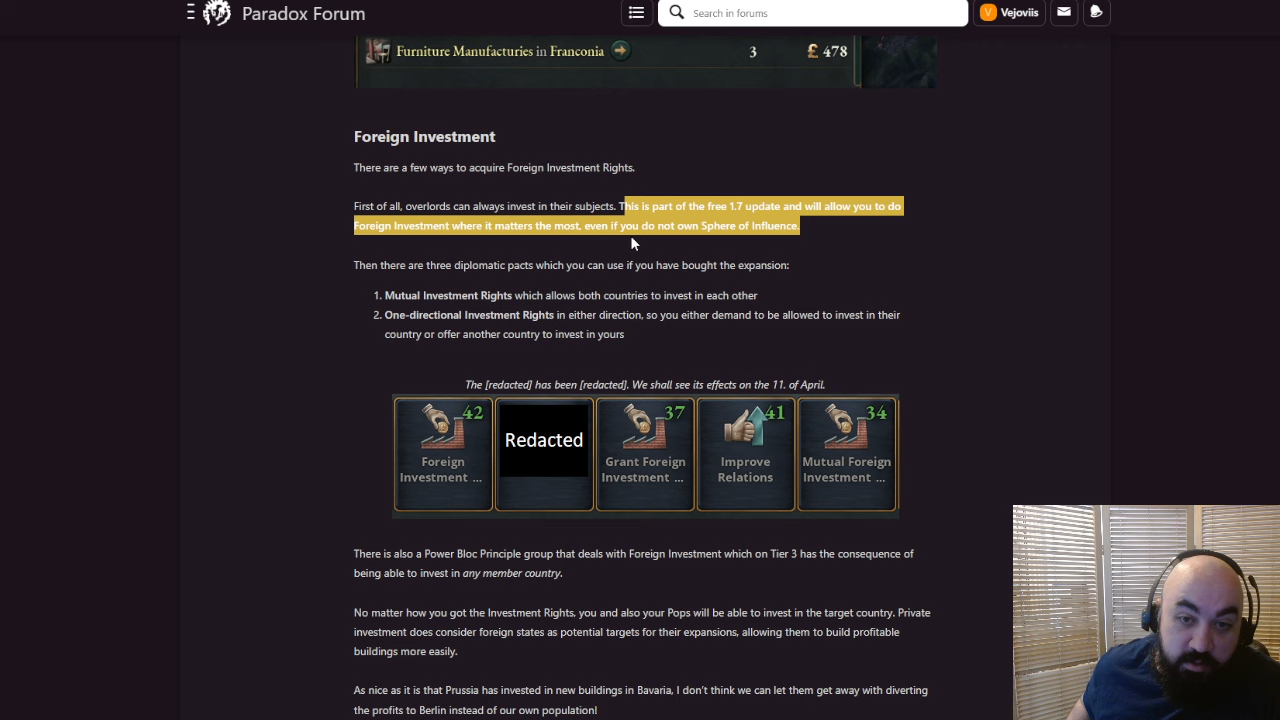 Paradox Forum
Search in forums
V Vejoviis
Furniture Manufacturies in Franconia 3 £ 478
Foreign Investment
There are a few ways to acquire Foreign Investment Rights.
First of all, overlords can always invest in their subjects. This is part of the free 1.7 update and will allow you to do
Foreign Investment where it matters the most, even if you do not own Sphere of Influence.
Then there are three diplomatic pacts which you can use if you have bought the expansion:
1. Mutual Investment Rights which allows both countries to invest in each other
2. One-directional Investment Rights in either direction, so you either demand to be allowed to invest in their
country or offer another country to invest in yours
The [redacted] has been [redacted]. We shall see its effects on the 11. of April.
42 37 41 34
Redacted
Foreign Grant Foreign Improve Mutual Foreign
Investment ... Investment ... Relations Investment ...
There is also a Power Bloc Principle group that deals with Foreign Investment which on Tier 3 has the consequence of
being able to invest in any member country.
No matter how you got the Investment Rights, you and also your Pops will be able to invest in the target country. Private
investment does consider foreign states as potential targets for their expansions, allowing them to build profitable
buildings more easily.
As nice as it is that Prussia has invested in new buildings in Bavaria, I don't think we can let them get away with diverting
the profits to Berlin instead of our own population!